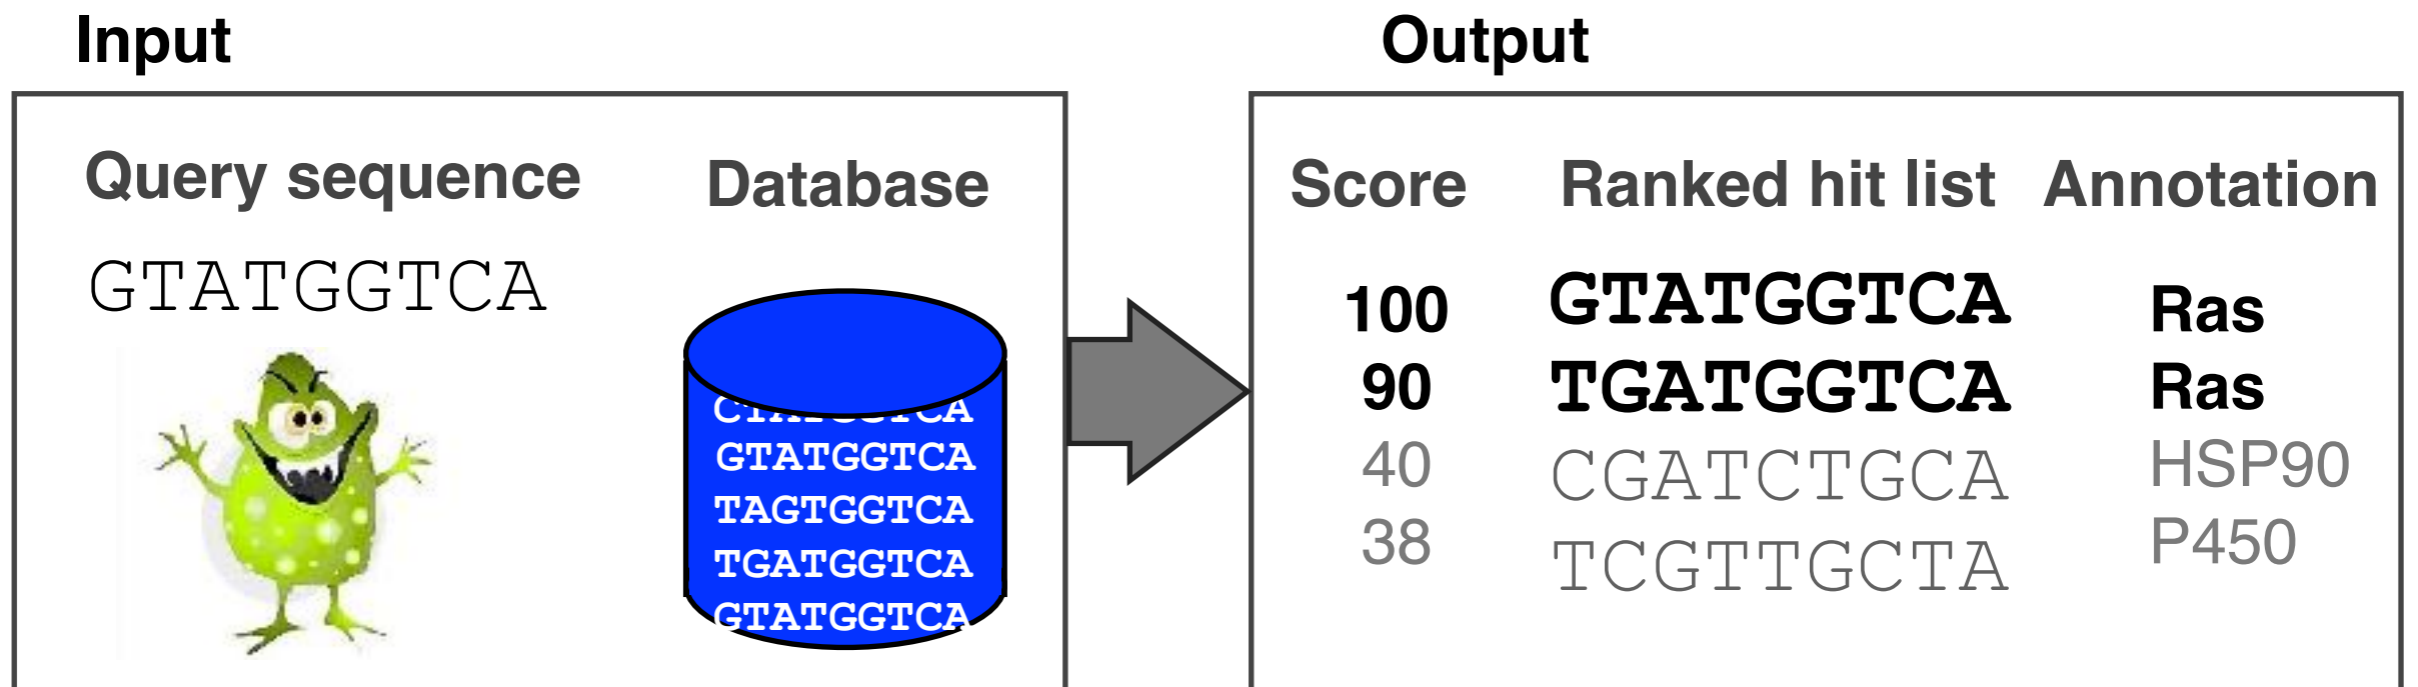 Input
Query sequence
GTATGGTCA
Database
GTATGGTCA
TAGTGGTCA
TGATGGTCA
GTATGGTCA
Output
Score Ranked hit list Annotation
100 GTATGGTCA Ras
90 TGATGGTCA Ras
40 CGATCTGCA HSP90
38 TCGTTGCTA P450